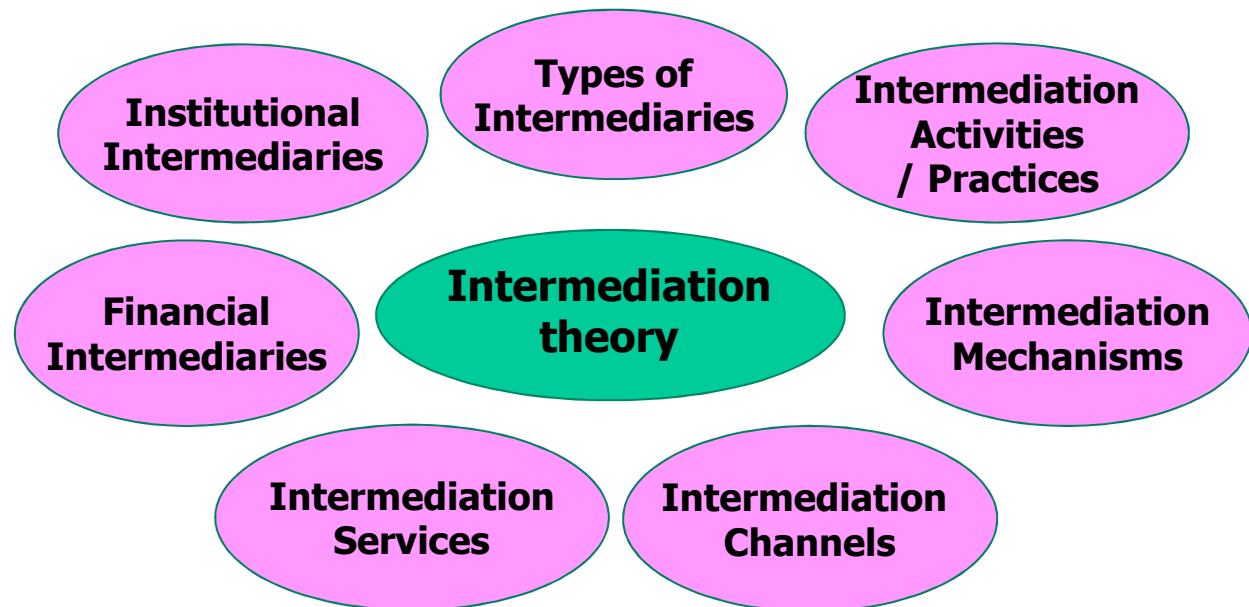 Types of
Intermediaries
Institutional
Intermediaries
Intermediation
Activities
/ Practices
Intermediation
theory
Financial
Intermediaries
Intermediation
Mechanisms
Intermediation
Services
Intermediation
Channels